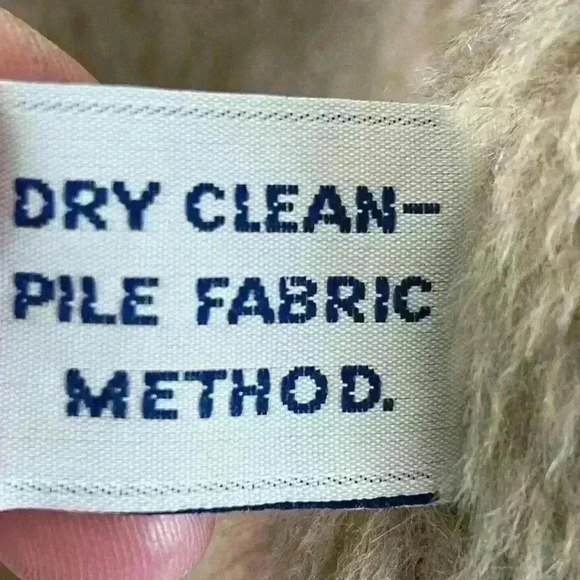 DRY CLEAN—
PILE FABRIC
METHOD.